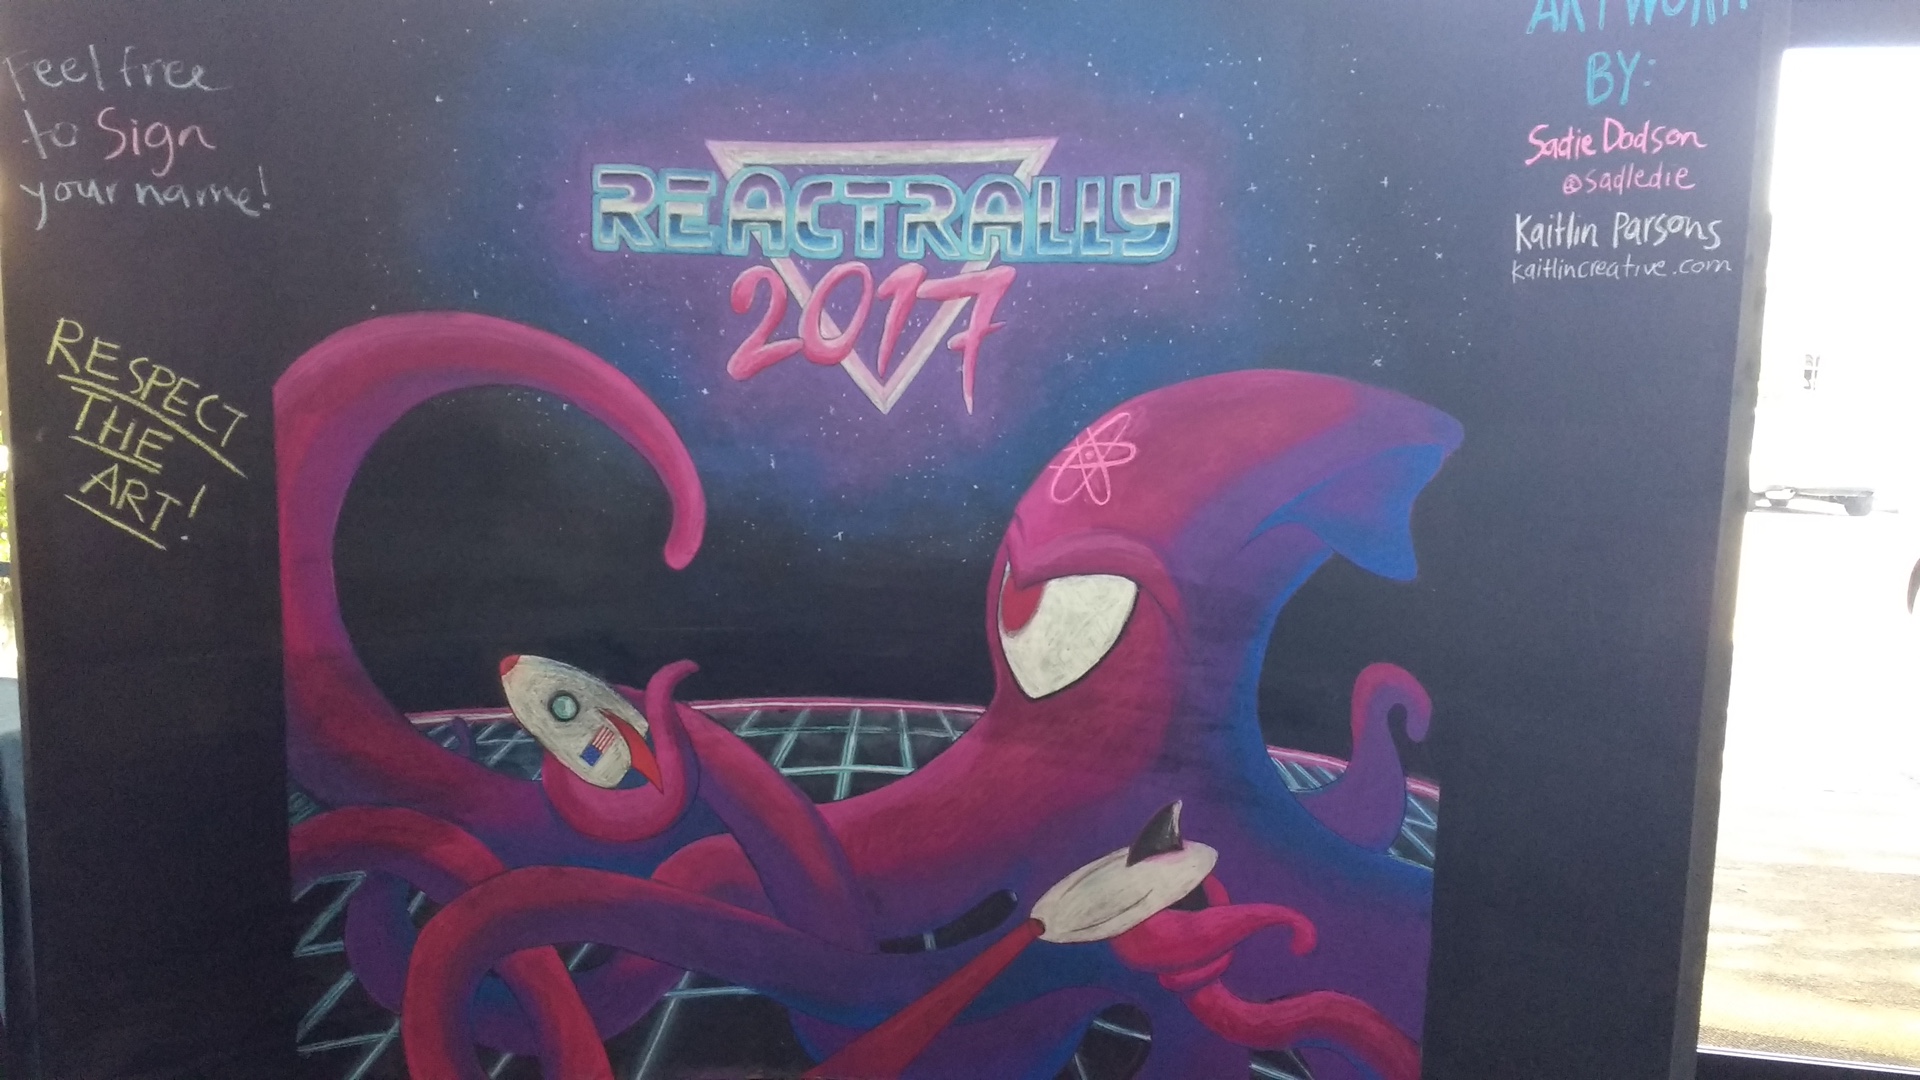 Feel free
to Sign
your name!
RESPECT
THE
ART!
REACTRALLY
2017
ARTWORK
BY:
Sadie Dodson
@sadledie
Kaitlin Parsons
kaitlincreative.com